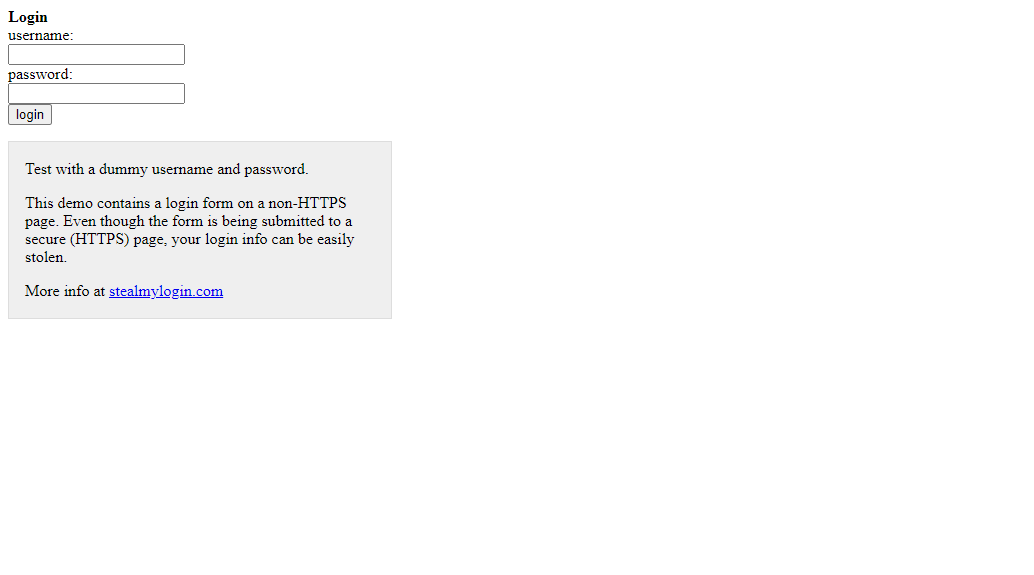 Login
username:
password:
login
Test with a dummy username and password.
This demo contains a login form on a non-HTTPS
page. Even though the form is being submitted to a
secure (HTTPS) page, your login info can be easily
stolen.
More info at stealmylogin.com